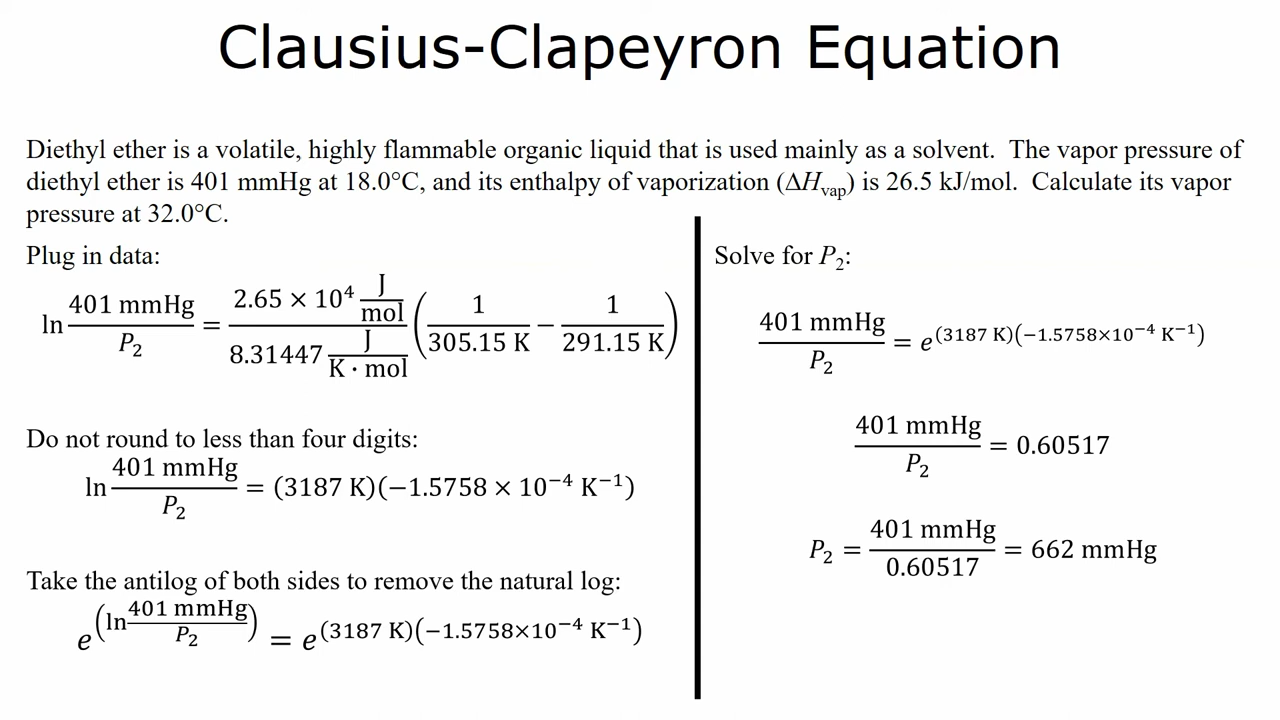 Clausius-Clapeyron Equation
Diethyl ether is a volatile, highly flammable organic liquid that is used mainly as a solvent.  The vapor pressure of
diethyl ether is 401 mmHg at 18.0°C, and its enthalpy of vaporization (ΔHvap) is 26.5 kJ/mol.  Calculate its vapor
pressure at 32.0°C.
Plug in data:
ln 401 mmHg / P₂ = (2.65 × 10⁴ J/mol) / (8.31447 J/(K · mol)) (1/305.15 K − 1/291.15 K)
Do not round to less than four digits:
ln 401 mmHg / P₂ = (3187 K)(−1.5758 × 10⁻⁴ K⁻¹)
Take the antilog of both sides to remove the natural log:
e^(ln 401 mmHg / P₂) = e^(3187 K)(−1.5758×10⁻⁴ K⁻¹)
Solve for P₂:
401 mmHg / P₂ = e^(3187 K)(−1.5758×10⁻⁴ K⁻¹)
401 mmHg / P₂ = 0.60517
P₂ = 401 mmHg / 0.60517 = 662 mmHg